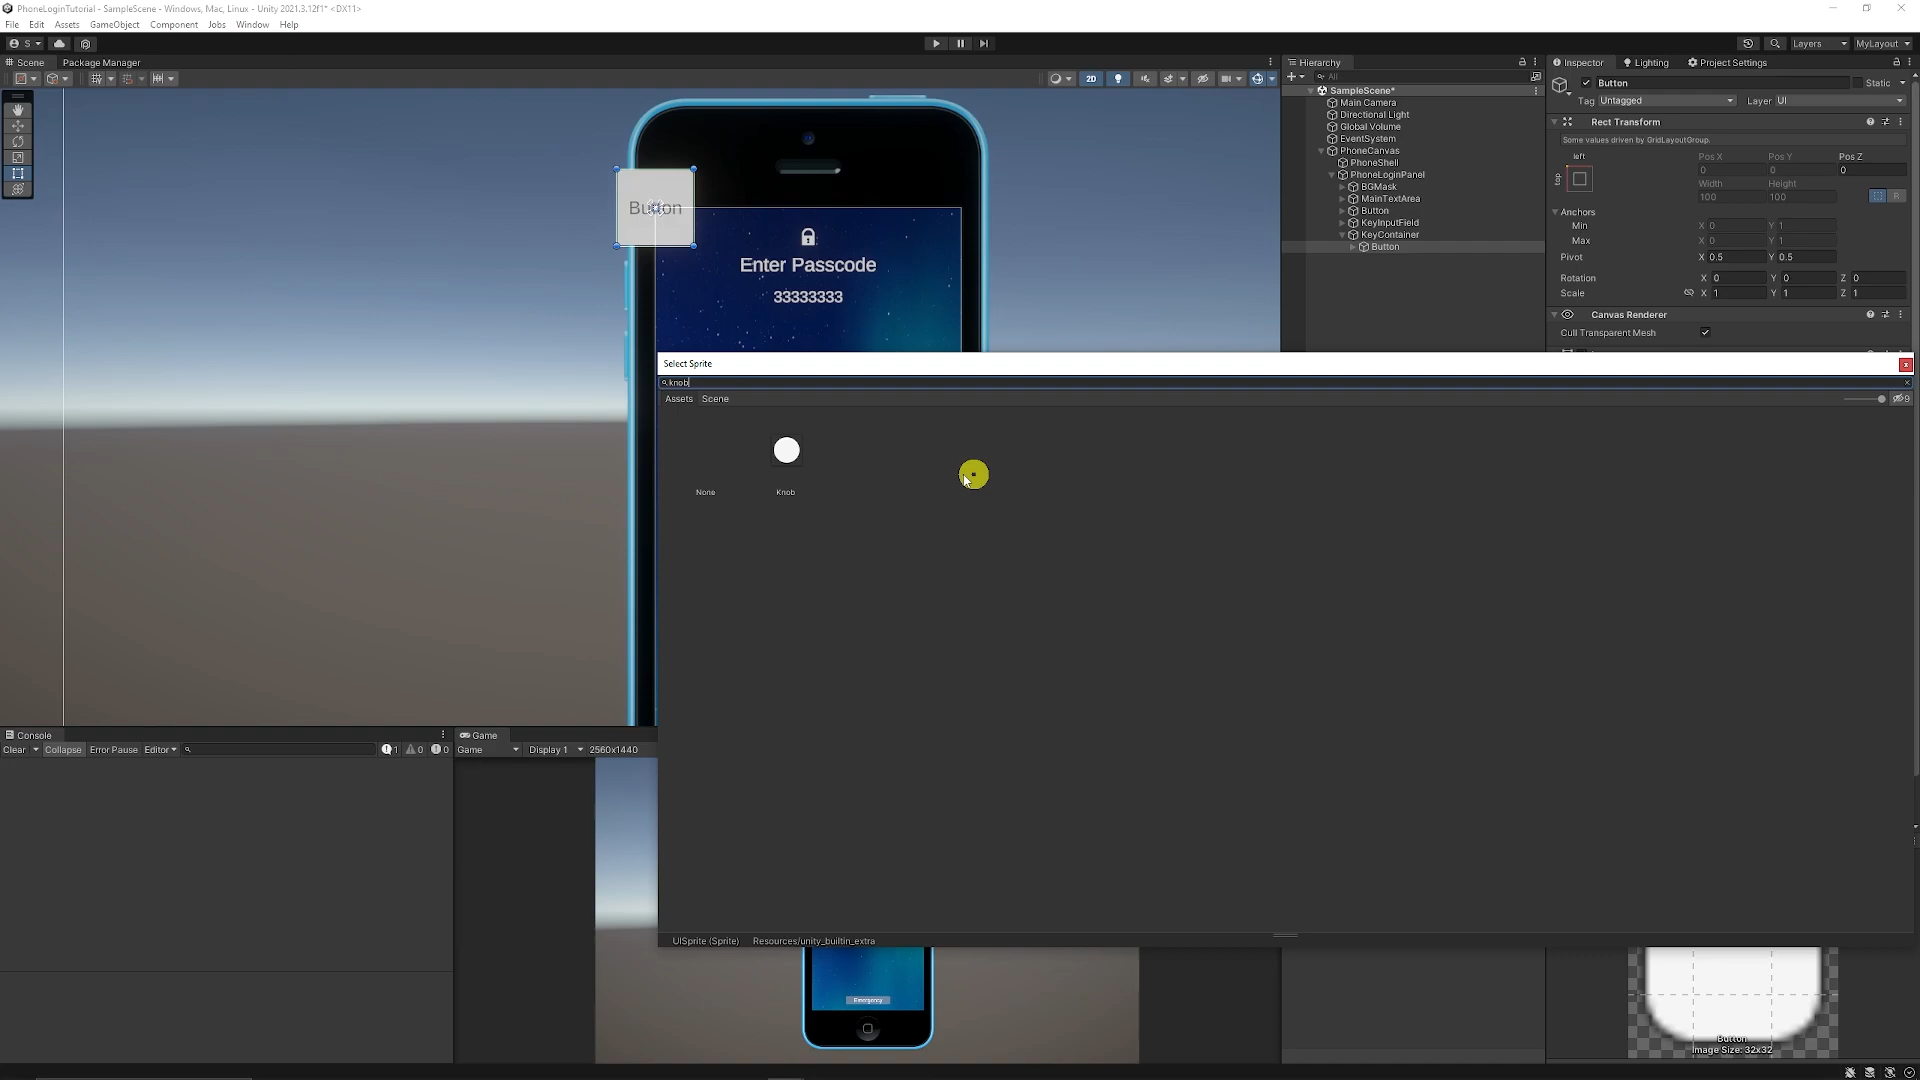 PhoneLoginTutorial - SampleScene - Windows, Mac, Linux - Unity 2021.3.12f1* <DX11>
File Edit Assets GameObject Component Jobs Window Help
S Layers MyLayout
Scene Package Manager
2D
Button
Enter Passcode
33333333
Hierarchy
All
SampleScene*
Main Camera
Directional Light
Global Volume
EventSystem
PhoneCanvas
PhoneShell
PhoneLoginPanel
BGMask
MainTextArea
Button
KeyInputField
KeyContainer
Button
Inspector Lighting Project Settings
Button Static
Tag Untagged Layer UI
Rect Transform
Some values driven by GridLayoutGroup.
left Pos X Pos Y Pos Z
top 0 0 0
Width Height
100 100 R
Anchors
Min X 0 Y 1
Max X 0 Y 1
Pivot X 0.5 Y 0.5
Rotation X 0 Y 0 Z 0
Scale X 1 Y 1 Z 1
Canvas Renderer
Cull Transparent Mesh
Select Sprite
knob
Assets Scene 9
None Knob
UISprite (Sprite) Resources/unity_builtin_extra
Console
Clear Collapse Error Pause Editor 1 0 0
Game
Game Display 1 2560x1440
Emergency
Button
Image Size: 32x32